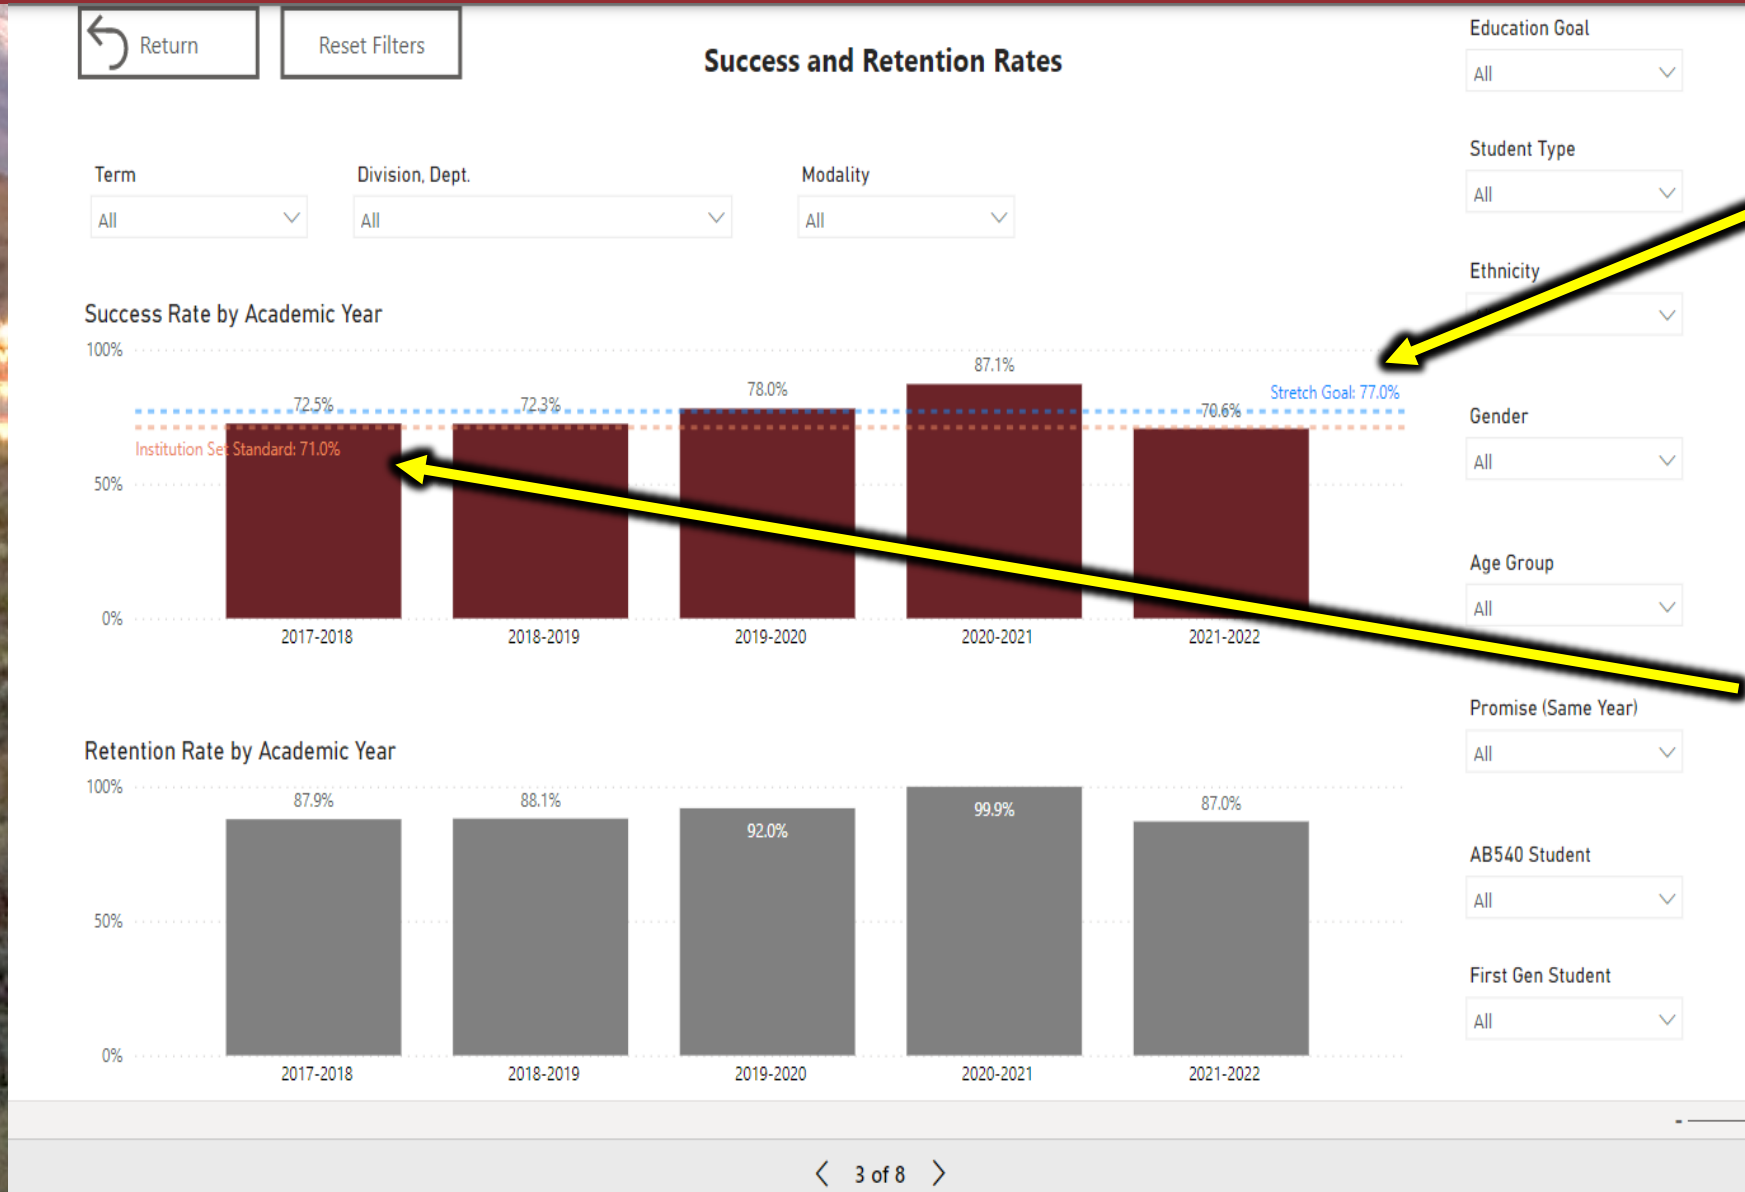 Return
Reset Filters
Success and Retention Rates
Education Goal
All
Student Type
All
Term
Division, Dept.
Modality
All
All
All
Ethnicity
Success Rate by Academic Year
100%
50%
0%
72.5%
72.3%
78.0%
87.1%
70.6%
Stretch Goal: 77.0%
Institution Set Standard: 71.0%
2017-2018
2018-2019
2019-2020
2020-2021
2021-2022
Gender
All
Age Group
All
Promise (Same Year)
All
Retention Rate by Academic Year
100%
50%
0%
87.9%
88.1%
92.0%
99.9%
87.0%
2017-2018
2018-2019
2019-2020
2020-2021
2021-2022
AB540 Student
All
First Gen Student
All
3 of 8